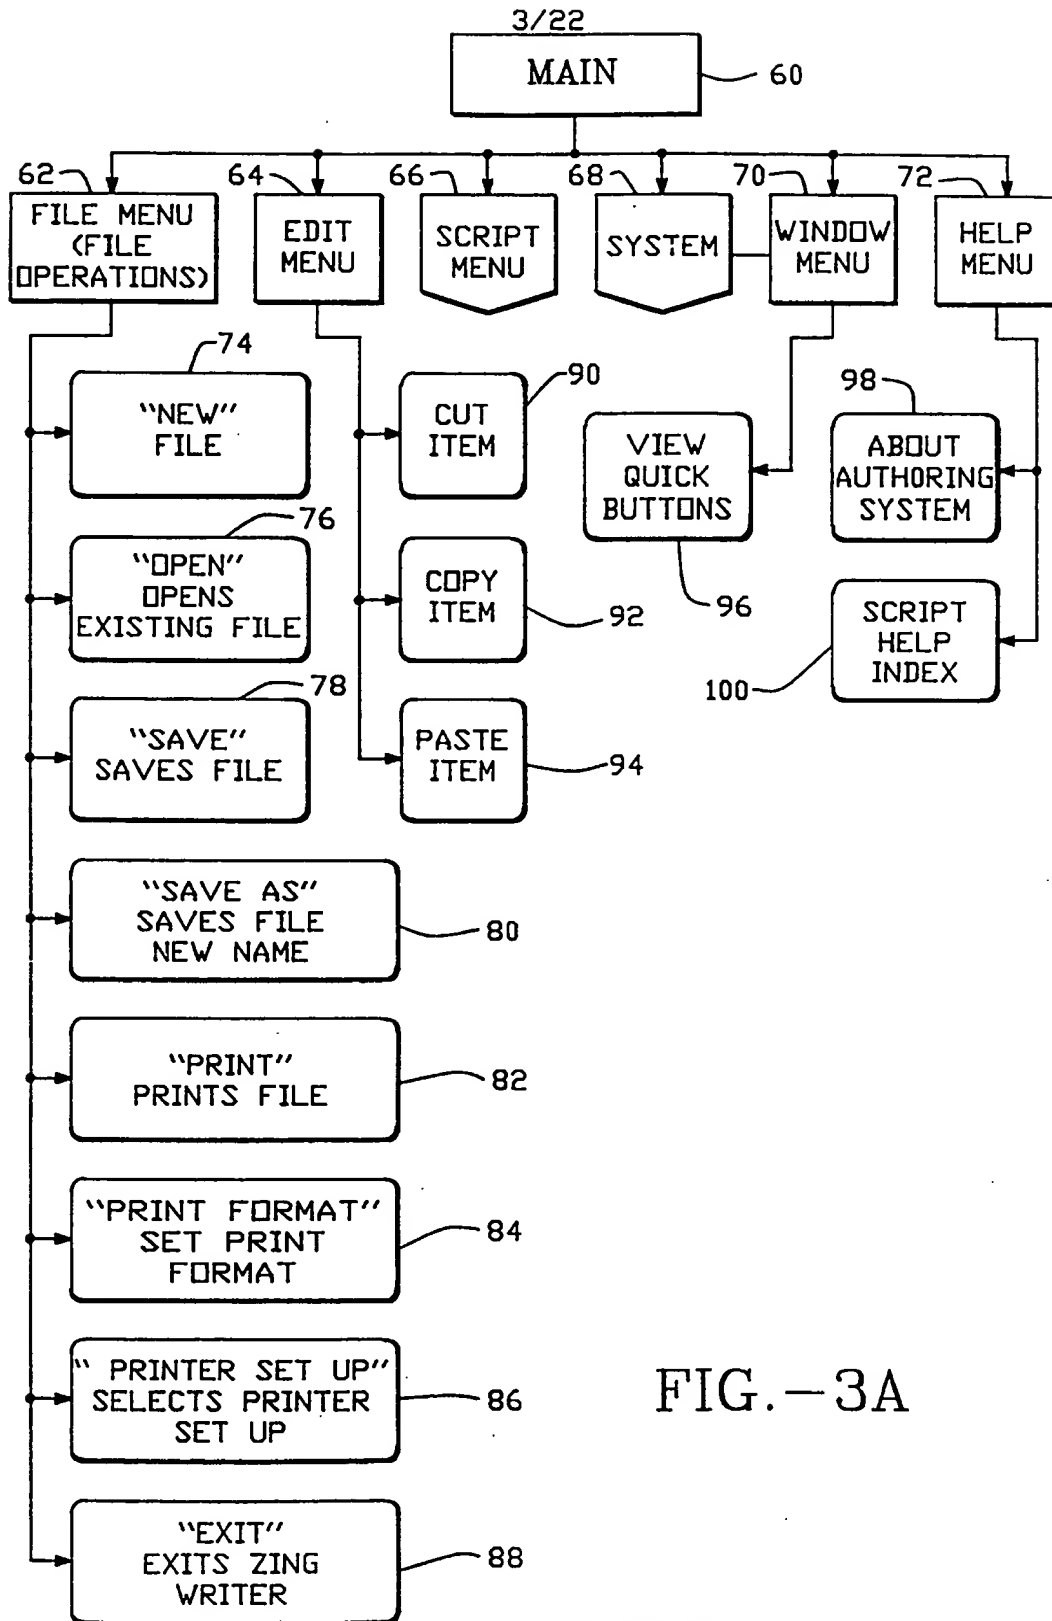 3/22
MAIN
60
62
64
66
68
70
72
FILE MENU
(FILE
OPERATIONS)
EDIT
MENU
SCRIPT
MENU
SYSTEM
WINDOW
MENU
HELP
MENU
74
"NEW"
FILE
90
CUT
ITEM
VIEW
QUICK
BUTTONS
96
98
ABOUT
AUTHORING
SYSTEM
76
"OPEN"
OPENS
EXISTING FILE
COPY
ITEM
92
SCRIPT
HELP
INDEX
100
78
"SAVE"
SAVES FILE
PASTE
ITEM
94
"SAVE AS"
SAVES FILE
NEW NAME
80
"PRINT"
PRINTS FILE
82
"PRINT FORMAT"
SET PRINT
FORMAT
84
" PRINTER SET UP"
SELECTS PRINTER
SET UP
86
FIG.-3A
"EXIT"
EXITS ZING
WRITER
88